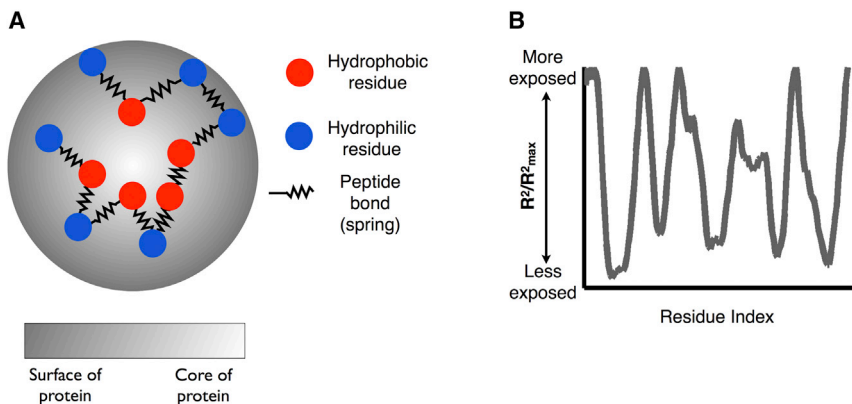 A
Hydrophobic
residue
Hydrophilic
residue
Peptide
bond
(spring)
Surface of
protein
Core of
protein
B
More
exposed
R²/R²max
Less
exposed
Residue Index